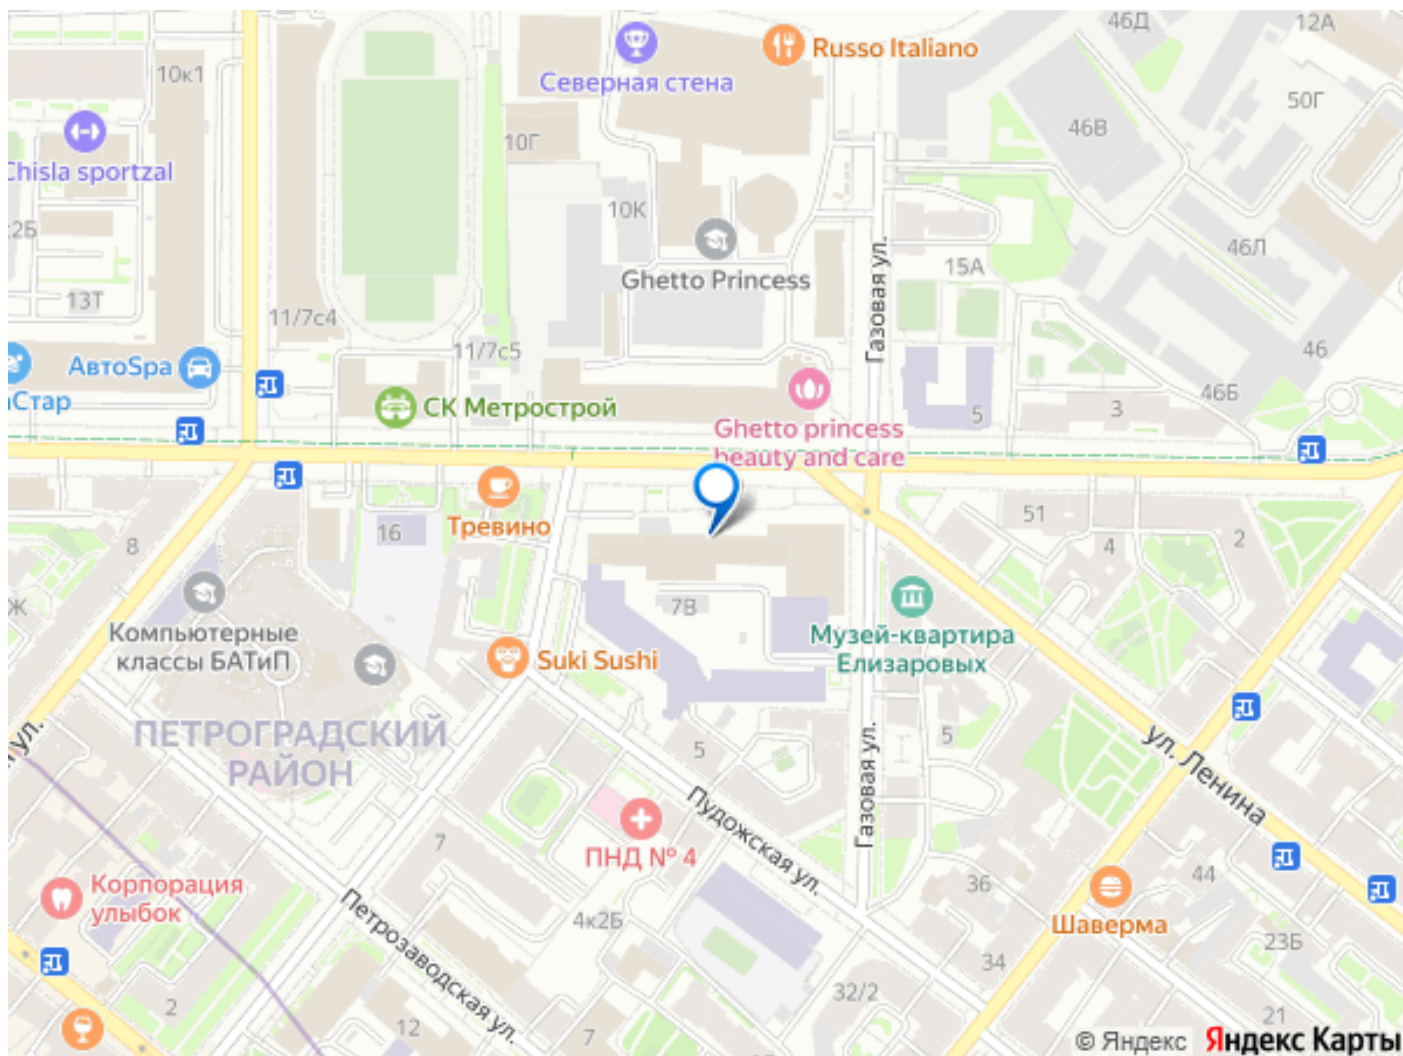 46Д
12А
Russo Italiano
Северная стена
10к1
50Г
46В
10Г
Chisla sportzal
10К
к2Б
46Л
Газовая ул.
15А
Ghetto Princess
13Т
11/7с4
11/7с5
46
АвтоSpa
46Б
аСтар
СК Метрострой
3
5
Ghetto princess
beauty and care
51
Тревино
16
2
8
4
Ж
7В
Компьютерные
классы БАТиП
Музей-квартира
Елизаровых
Suki Sushi
ПЕТРОГРАДСКИЙ
РАЙОН
ул.
5
5
ул. Ленина
Газовая ул.
Пудожская ул.
7
ПНД № 4
Корпорация
улыбок
36
44
4к2Б
Шаверма
Петрозаводская ул.
23Б
34
32/2
2
12
7
21
© Яндекс
Яндекс Карты